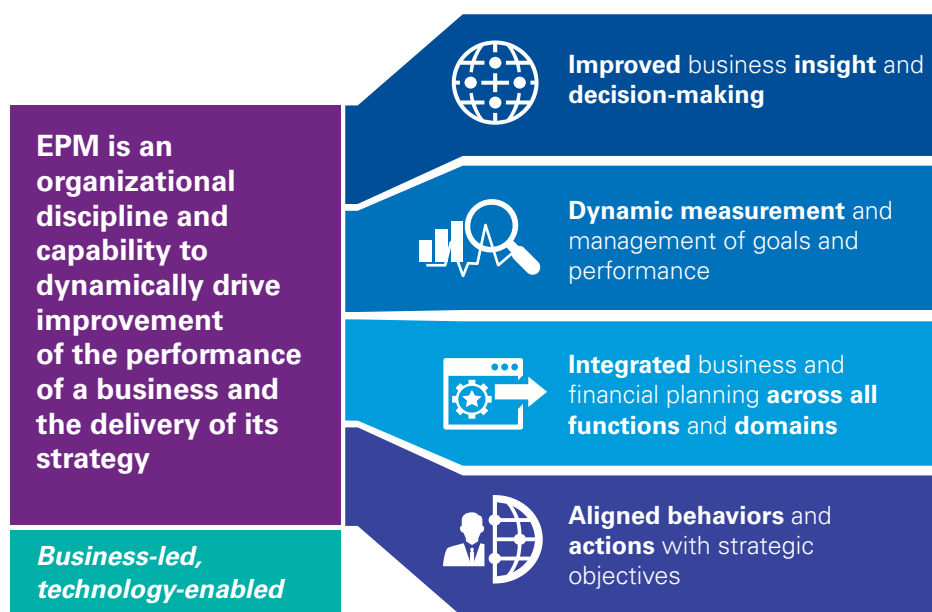 EPM is an
organizational
discipline and
capability to
dynamically drive
improvement
of the performance
of a business and
the delivery of its
strategy
Business-led,
technology-enabled
Improved business insight and
decision-making
Dynamic measurement and
management of goals and
performance
Integrated business and
financial planning across all
functions and domains
Aligned behaviors and
actions with strategic
objectives